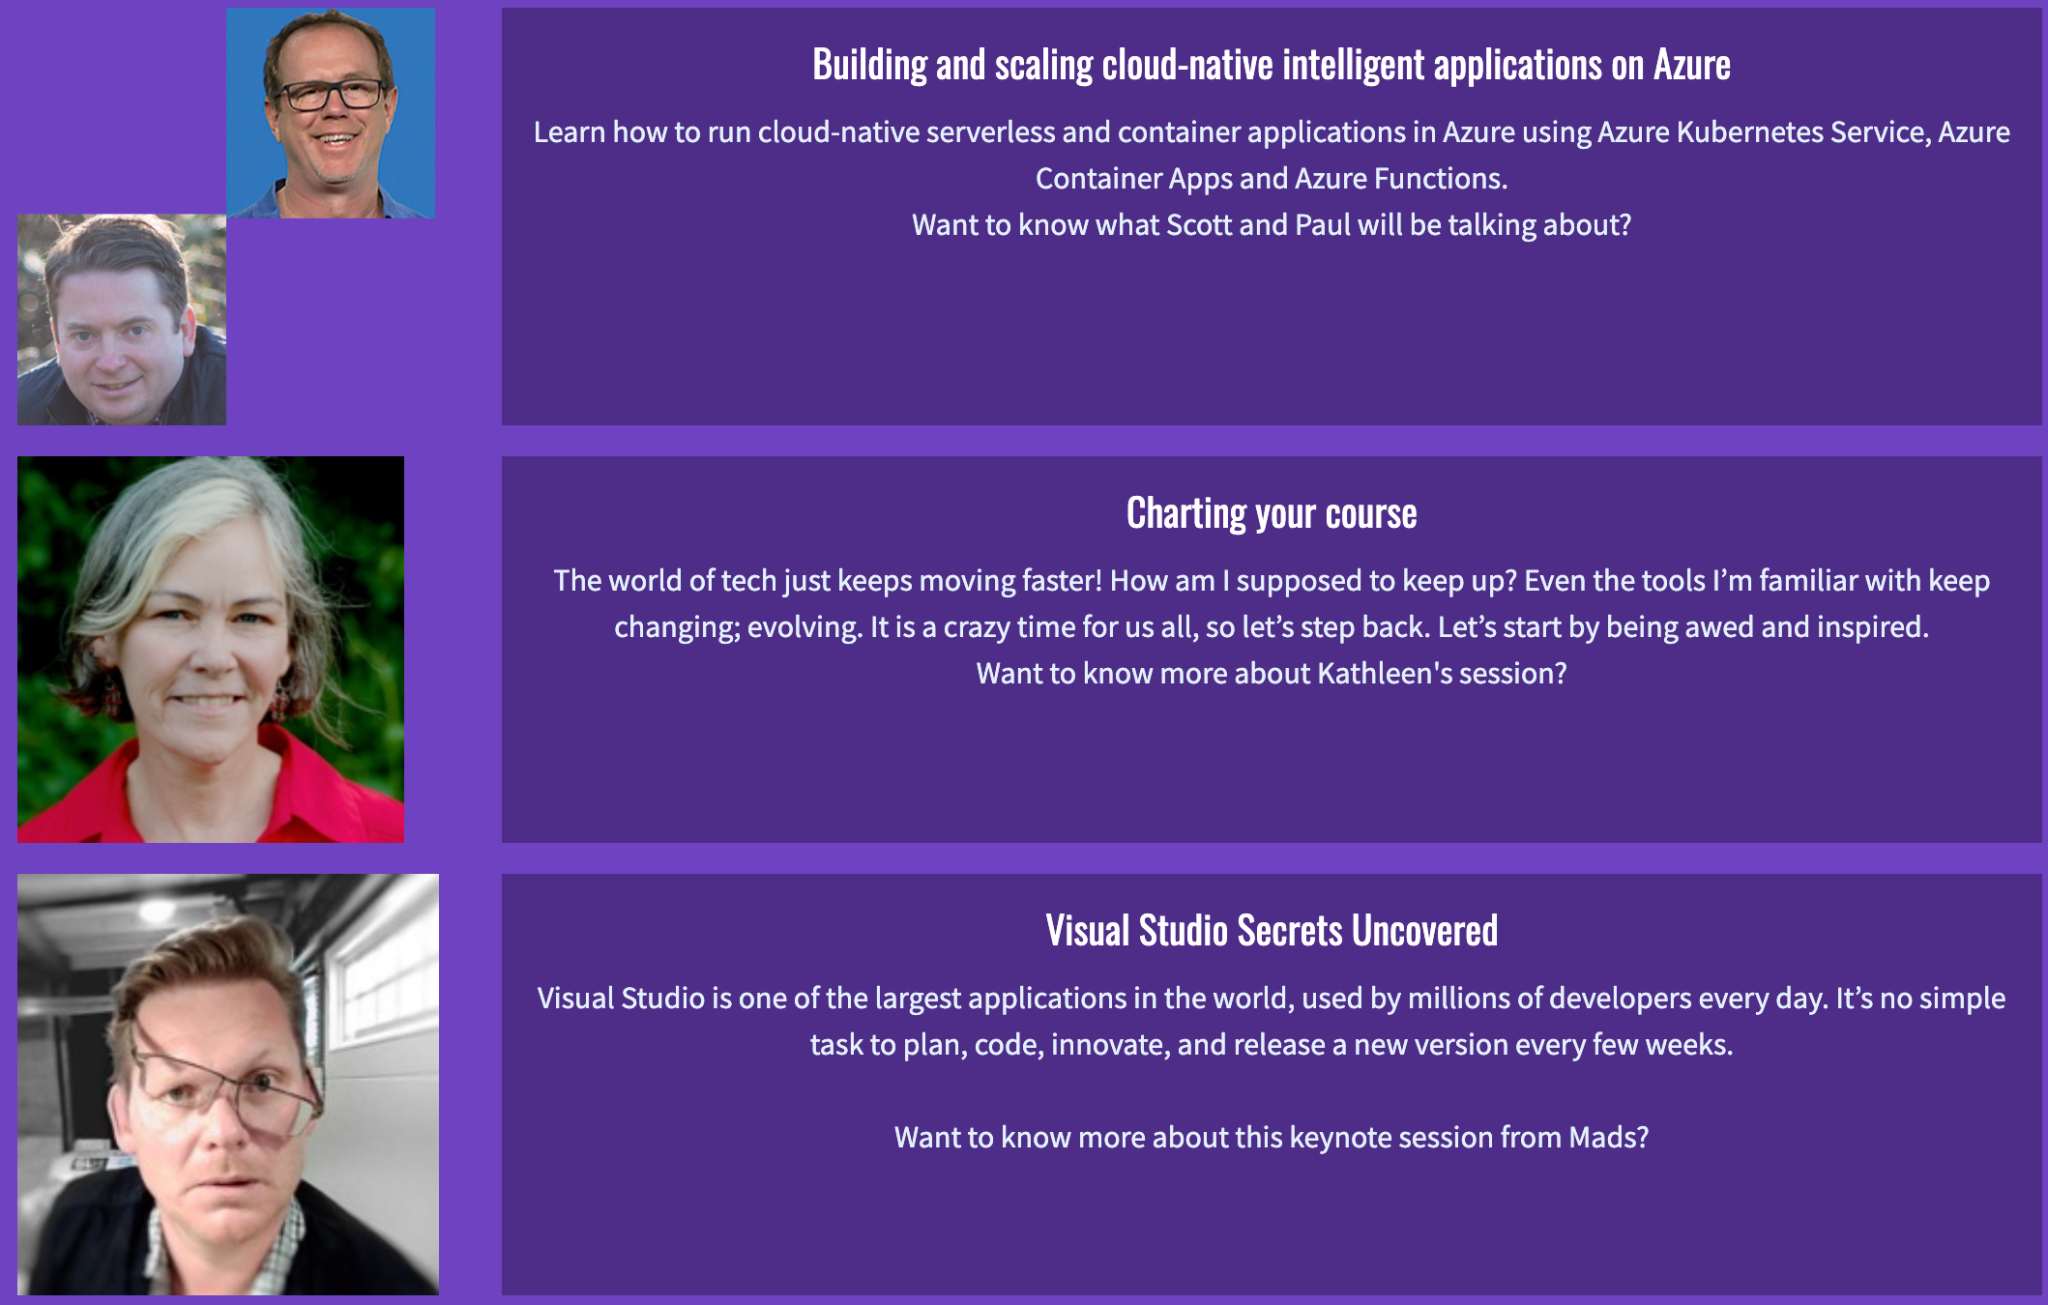 Building and scaling cloud-native intelligent applications on Azure
Learn how to run cloud-native serverless and container applications in Azure using Azure Kubernetes Service, Azure
Container Apps and Azure Functions.
Want to know what Scott and Paul will be talking about?
Charting your course
The world of tech just keeps moving faster! How am I supposed to keep up? Even the tools I’m familiar with keep
changing; evolving. It is a crazy time for us all, so let’s step back. Let’s start by being awed and inspired.
Want to know more about Kathleen's session?
Visual Studio Secrets Uncovered
Visual Studio is one of the largest applications in the world, used by millions of developers every day. It’s no simple
task to plan, code, innovate, and release a new version every few weeks.
Want to know more about this keynote session from Mads?